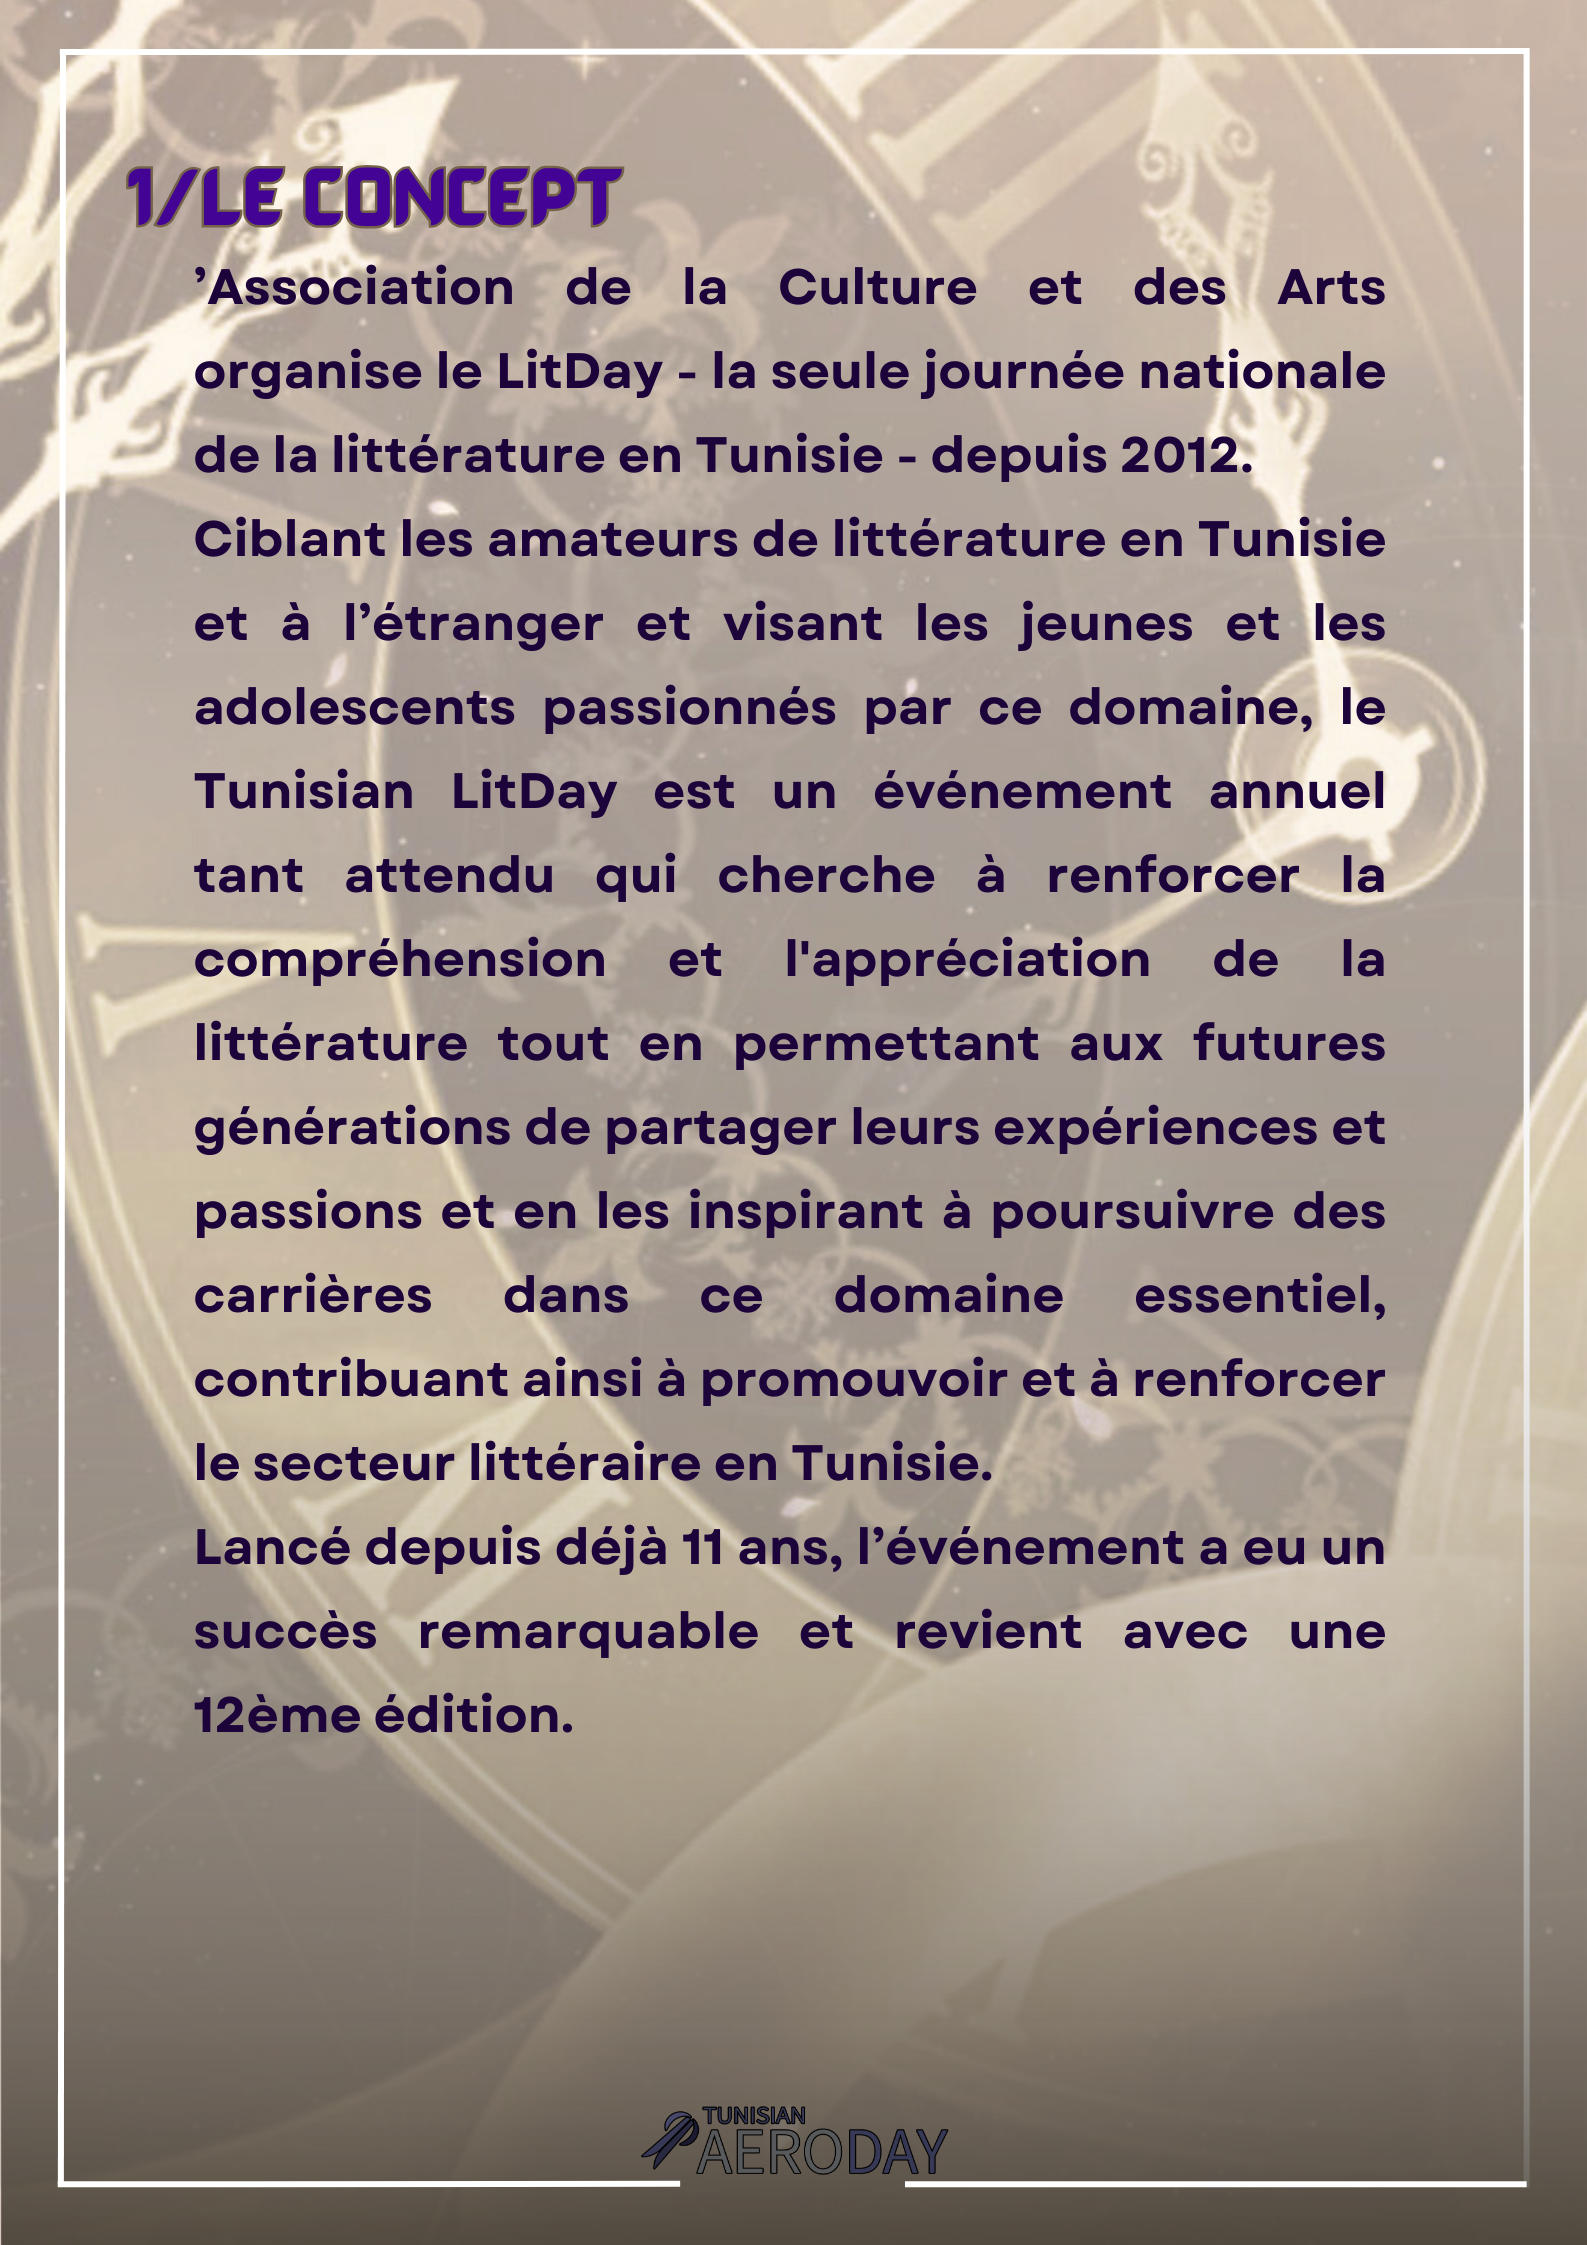 1/LE CONCEPT
’Association de la Culture et des Arts
organise le LitDay - la seule journée nationale
de la littérature en Tunisie - depuis 2012.
Ciblant les amateurs de littérature en Tunisie
et à l’étranger et visant les jeunes et les
adolescents passionnés par ce domaine, le
Tunisian LitDay est un événement annuel
tant attendu qui cherche à renforcer la
compréhension et l'appréciation de la
littérature tout en permettant aux futures
générations de partager leurs expériences et
passions et en les inspirant à poursuivre des
carrières dans ce domaine essentiel,
contribuant ainsi à promouvoir et à renforcer
le secteur littéraire en Tunisie.
Lancé depuis déjà 11 ans, l’événement a eu un
succès remarquable et revient avec une
12ème édition.
TUNISIAN
AERODAY